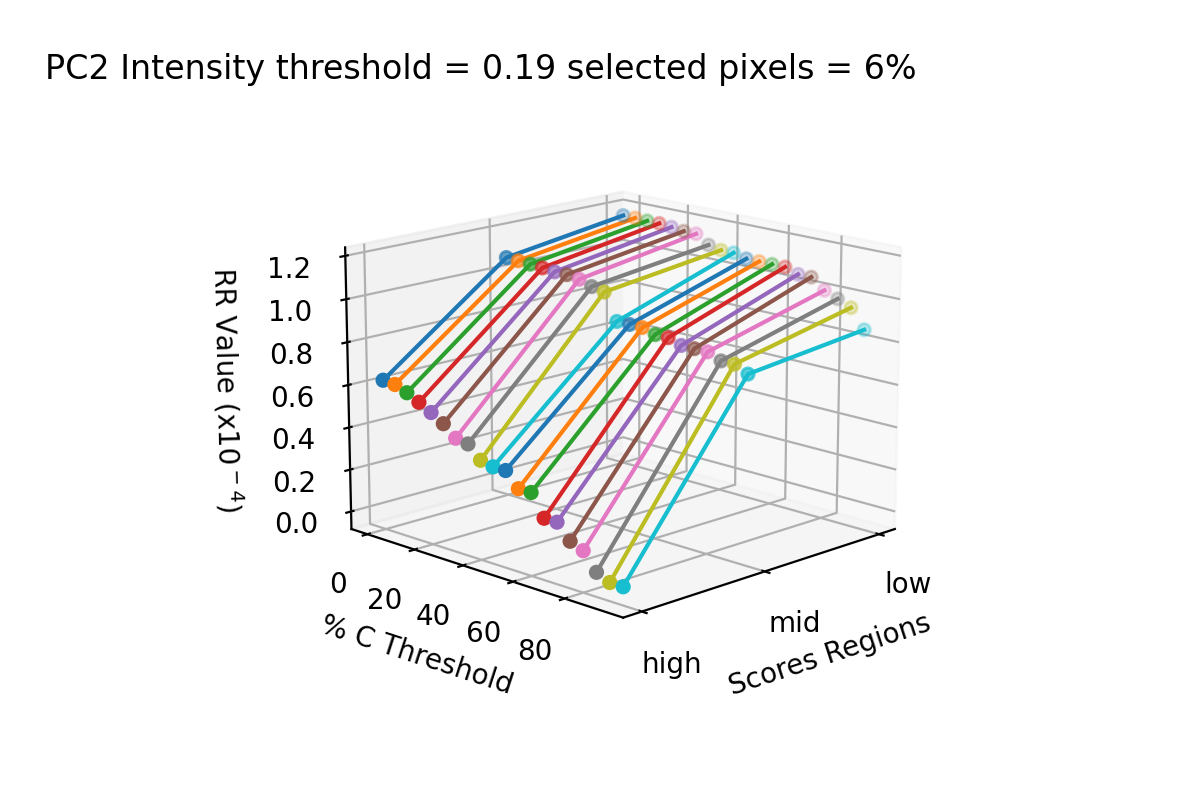 PC2 Intensity threshold = 0.19 selected pixels = 6%
RR Value (x10⁻⁴)
1.2
1.0
0.8
0.6
0.4
0.2
0.0
0
20
40
60
80
% C Threshold
high
mid
low
Scores Regions